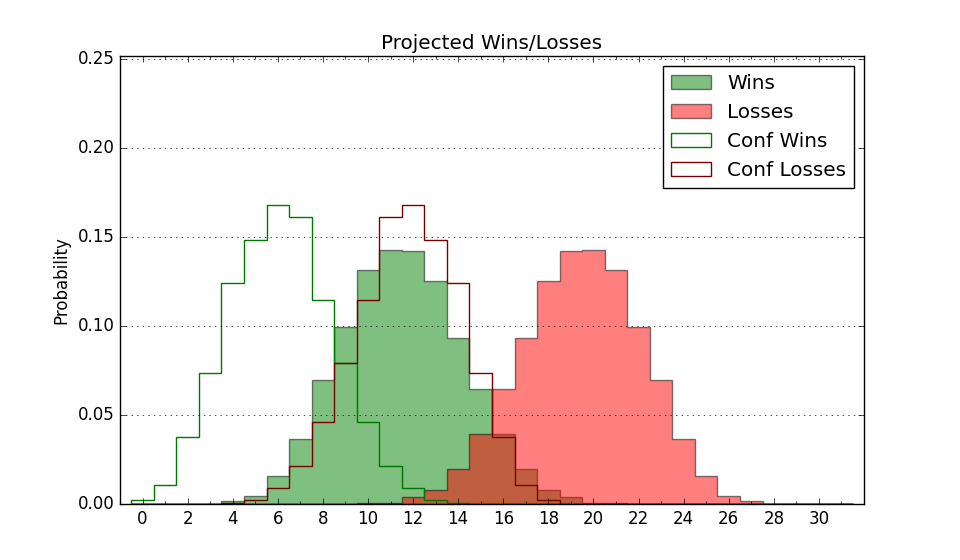 Projected Wins/Losses
0.25
0.20
0.15
0.10
0.05
0.00
Probability
Wins
Losses
Conf Wins
Conf Losses
0 2 4 6 8 10 12 14 16 18 20 22 24 26 28 30